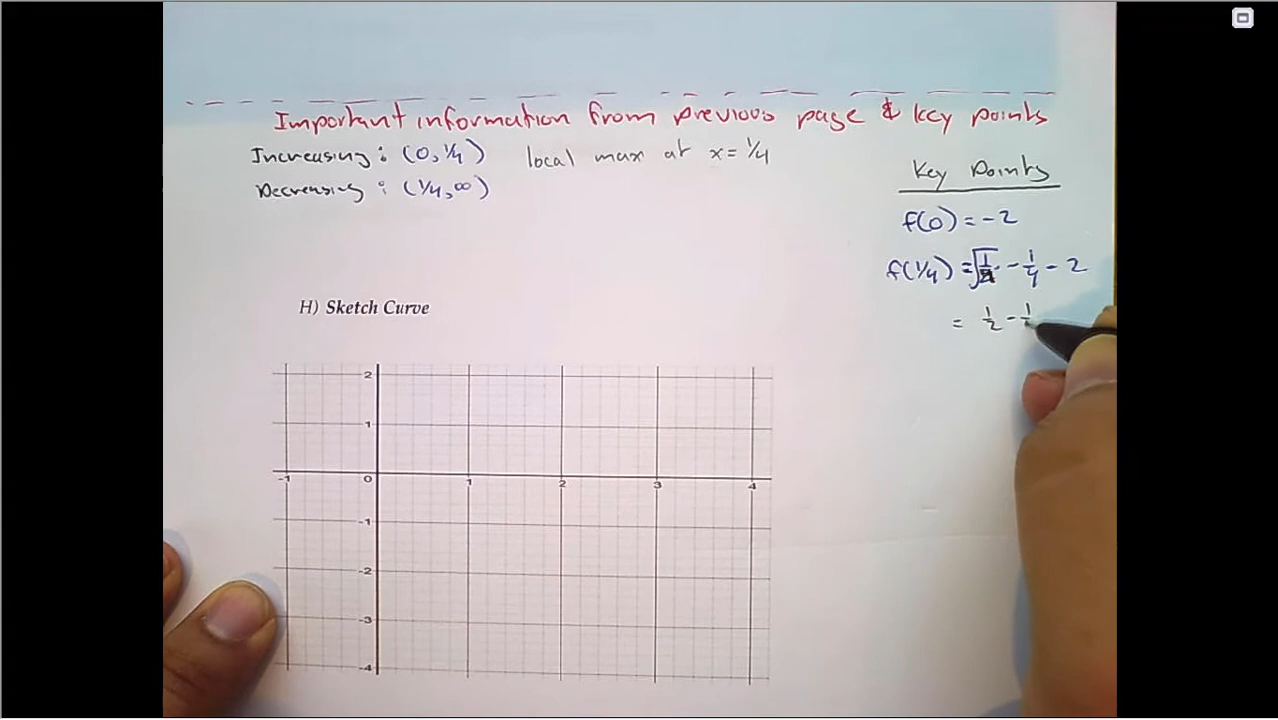 Important information from previous page & key points
Increasing : (0, 1/4) local max at x = 1/4
Decresing : (1/4, ∞)
Key Points
f(0) = -2
f(1/4) = √1/4 - 1/4 - 2
= 1/2 - 1/
H) Sketch Curve
2
1
-1 0 1 2 3 4
-1
-2
-3
-4